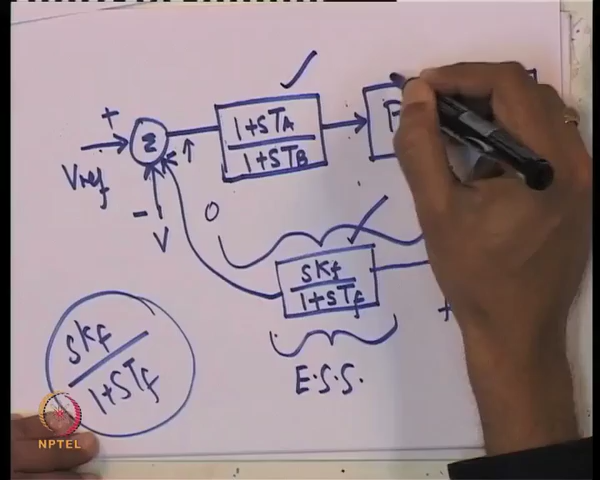 +
Vref
Σ
1+STA
1+STB
P
-
V
0
SKf
1+STf
E.S.S.
SKf
1+STf
NPTEL